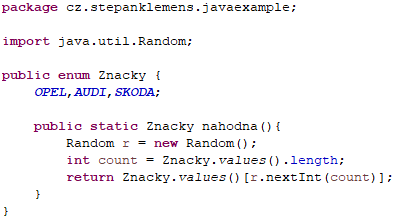 package cz.stepanklemens.javaexample;
import java.util.Random;
public enum Znacky {
OPEL,AUDI,SKODA;
public static Znacky nahodna(){
Random r = new Random();
int count = Znacky.values().length;
return Znacky.values()[r.nextInt(count)];
}
}